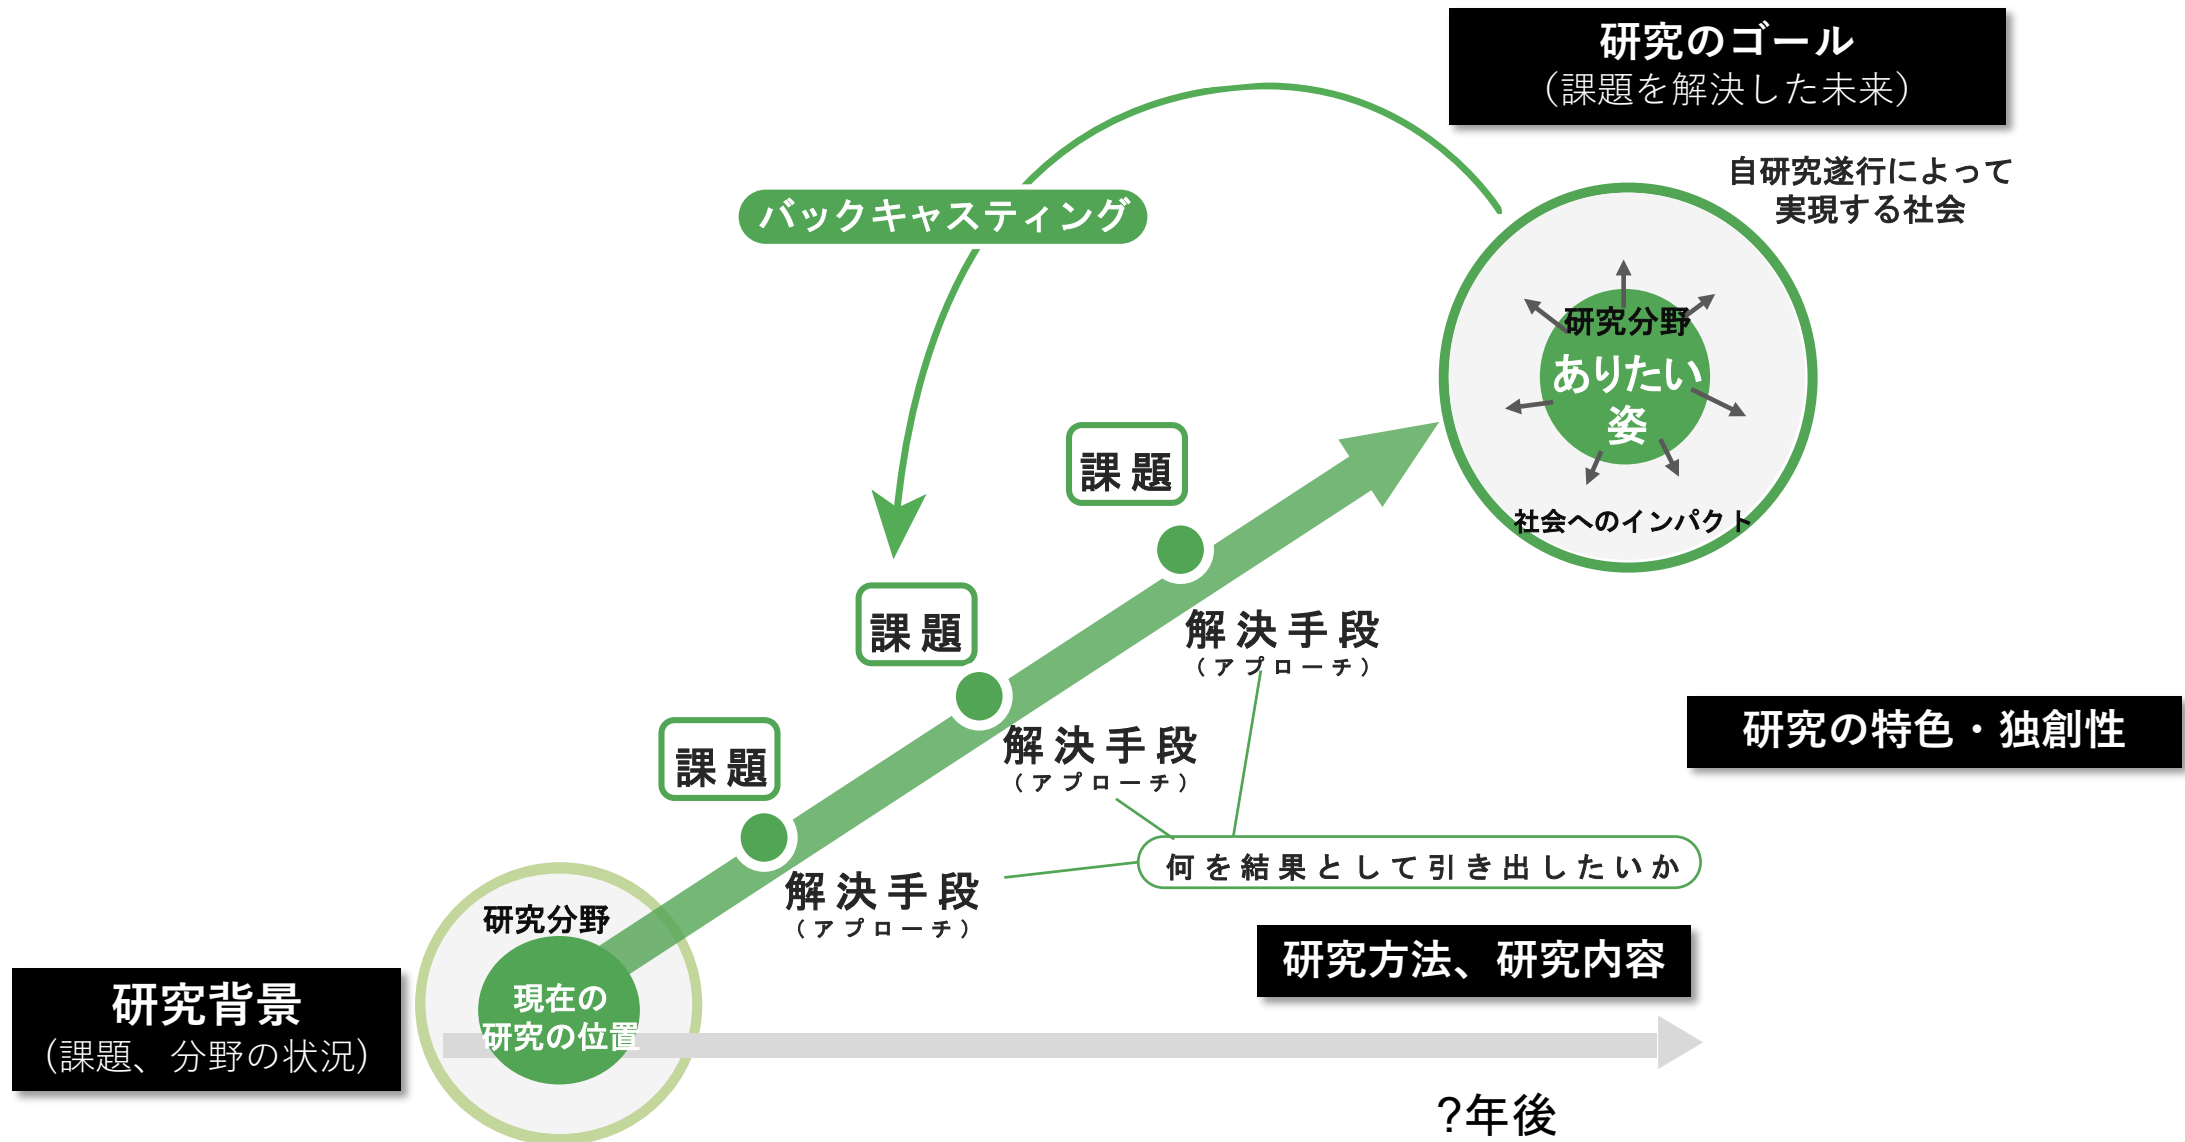 研究のゴール
（課題を解決した未来）
自研究遂行によって
実現する社会
バックキャスティング
研究分野
ありたい
姿
社会へのインパクト
課題
課題
課題
解決手段
（アプローチ）
解決手段
（アプローチ）
解決手段
（アプローチ）
研究の特色・独創性
何を結果として引き出したいか
研究方法、研究内容
研究分野
現在の
研究の位置
研究背景
（課題、分野の状況）
?年後